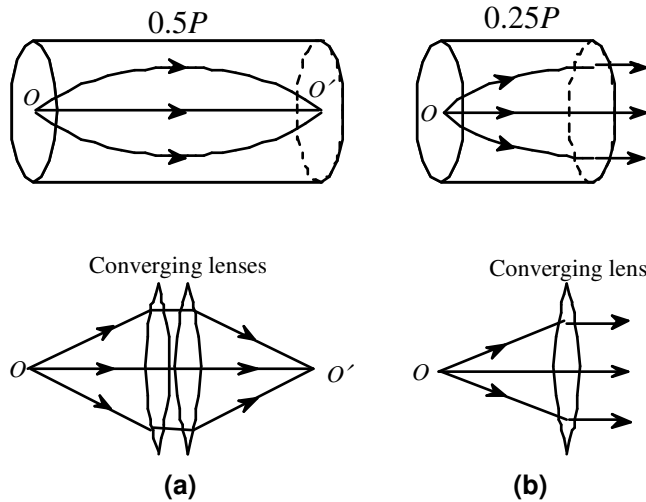 0.5P
0.25P
O
O′
O
Converging lenses
Converging lens
O
O′
O
(a)
(b)